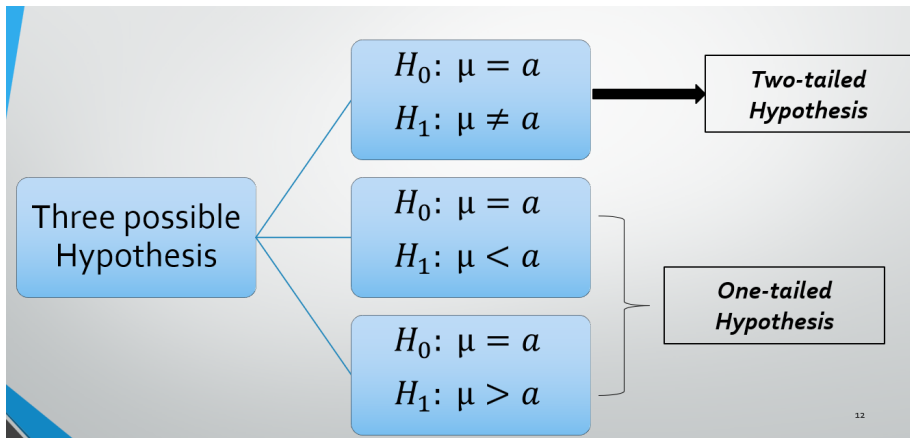 Three possible
Hypothesis
H₀: μ = a
H₁: μ ≠ a
Two-tailed
Hypothesis
H₀: μ = a
H₁: μ < a
H₀: μ = a
H₁: μ > a
One-tailed
Hypothesis
12